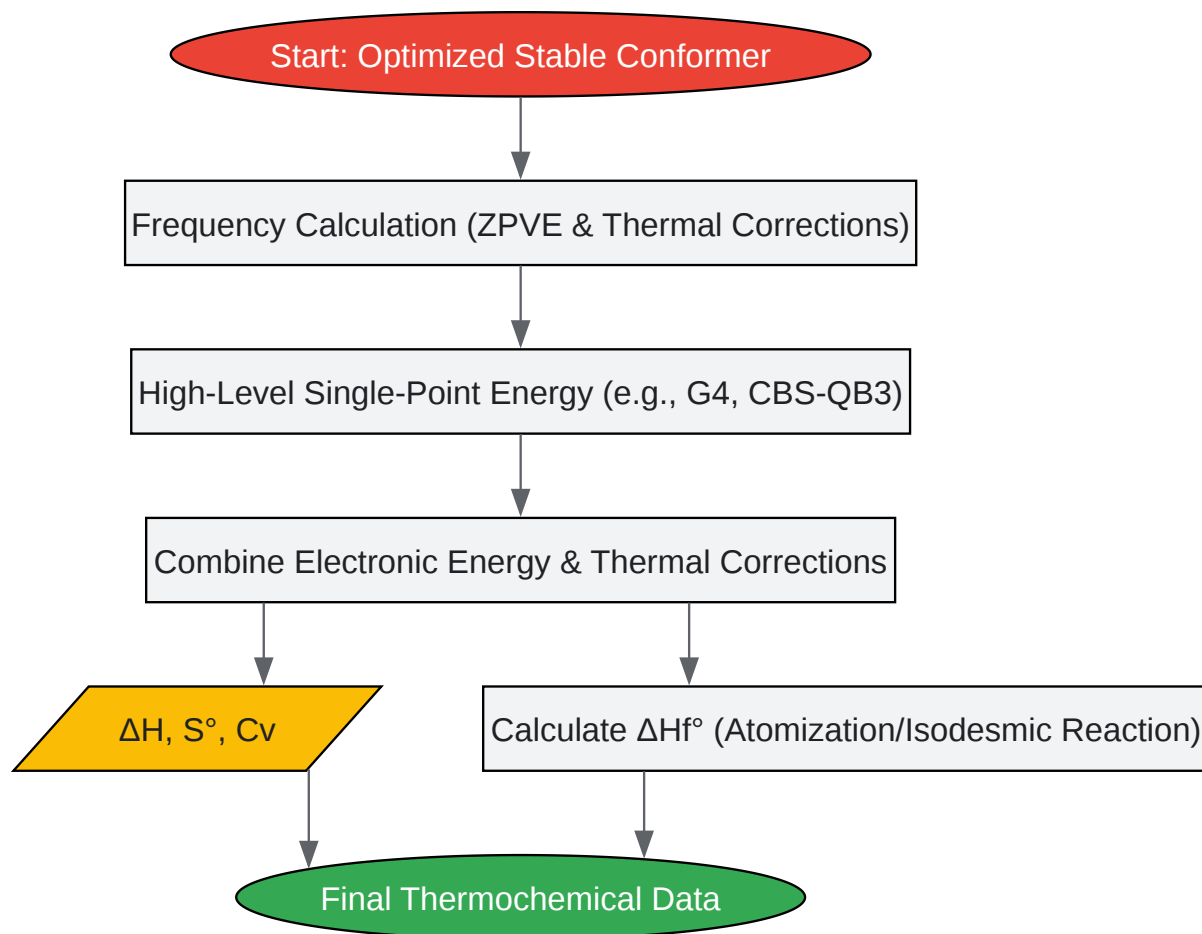 Start: Optimized Stable Conformer
Frequency Calculation (ZPVE & Thermal Corrections)
High-Level Single-Point Energy (e.g., G4, CBS-QB3)
Combine Electronic Energy & Thermal Corrections
ΔH, S°, Cv
Calculate ΔHf° (Atomization/Isodesmic Reaction)
Final Thermochemical Data